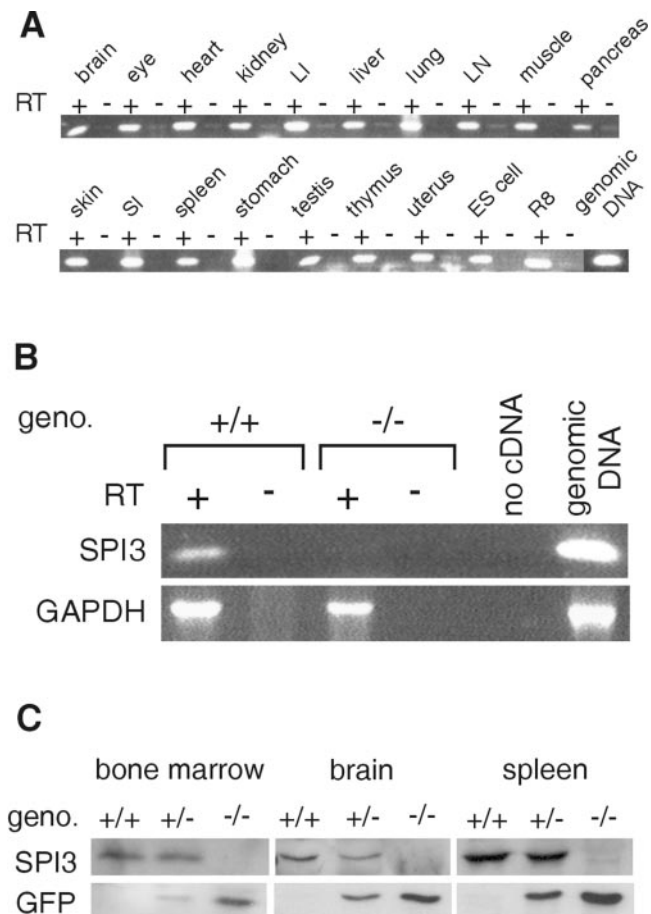 A
brain eye heart kidney LI liver lung LN muscle pancreas
RT + - + - + - + - + - + - + - + - + - + -
skin SI spleen stomach testis thymus uterus ES cell R8 genomic DNA
RT + - + - + - + - + - + - + - + - + -
B
geno. +/+ -/- no cDNA genomic DNA
RT + - + -
SPI3
GAPDH
C
bone marrow brain spleen
geno. +/+ +/- -/- +/+ +/- -/- +/+ +/- -/-
SPI3
GFP